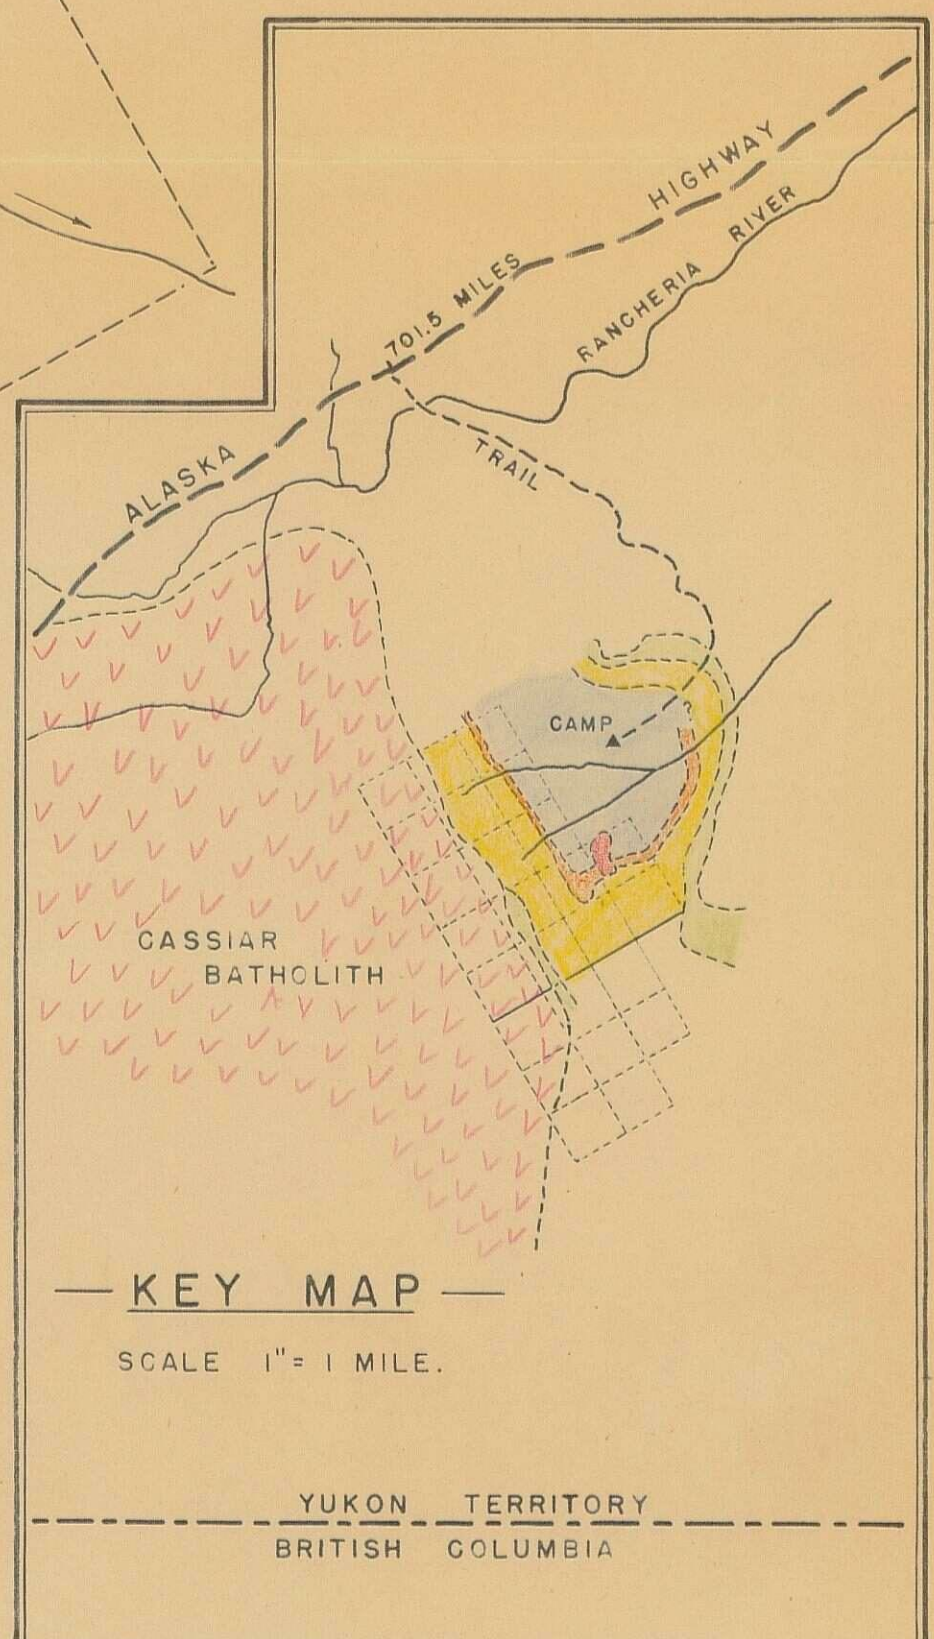 ALASKA 701.5 MILES HIGHWAY
RANCHERIA RIVER
TRAIL
CAMP
CASSIAR
BATHOLITH
— KEY MAP —
SCALE 1" = 1 MILE.
YUKON TERRITORY
BRITISH COLUMBIA